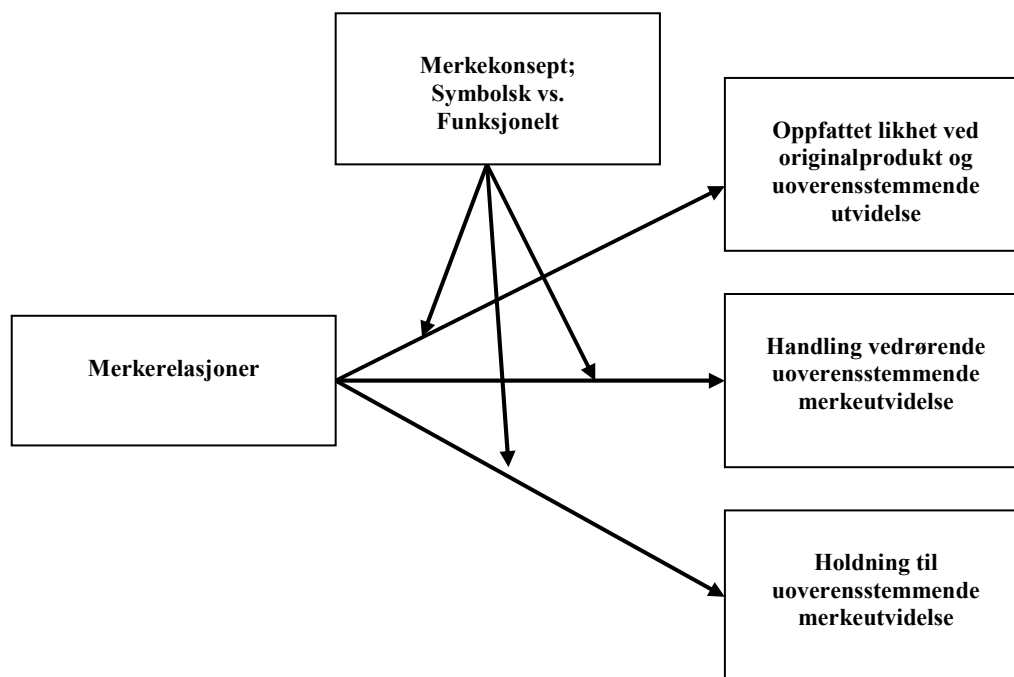 Merkekonsept;
Symbolsk vs.
Funksjonelt
Oppfattet likhet ved
originalprodukt og
uoverensstemmende
utvidelse
Merkerelasjoner
Handling vedrørende
uoverensstemmende
merkeutvidelse
Holdning til
uoverensstemmende
merkeutvidelse